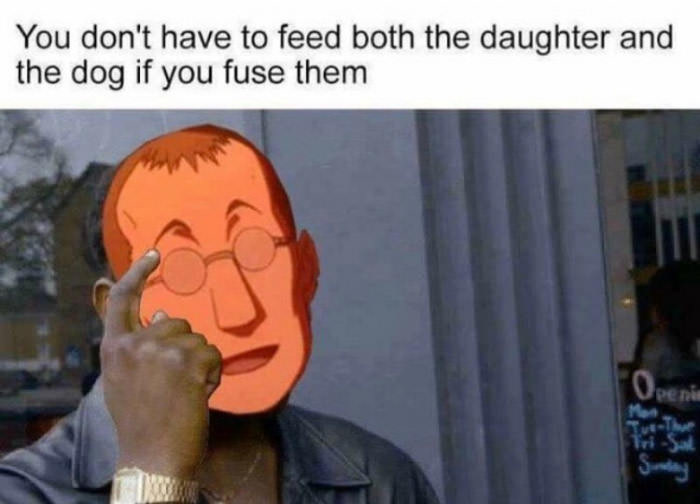 You don't have to feed both the daughter and
the dog if you fuse them
Openi
Mon
Tue-Thur
Fri-Sat
Sunday